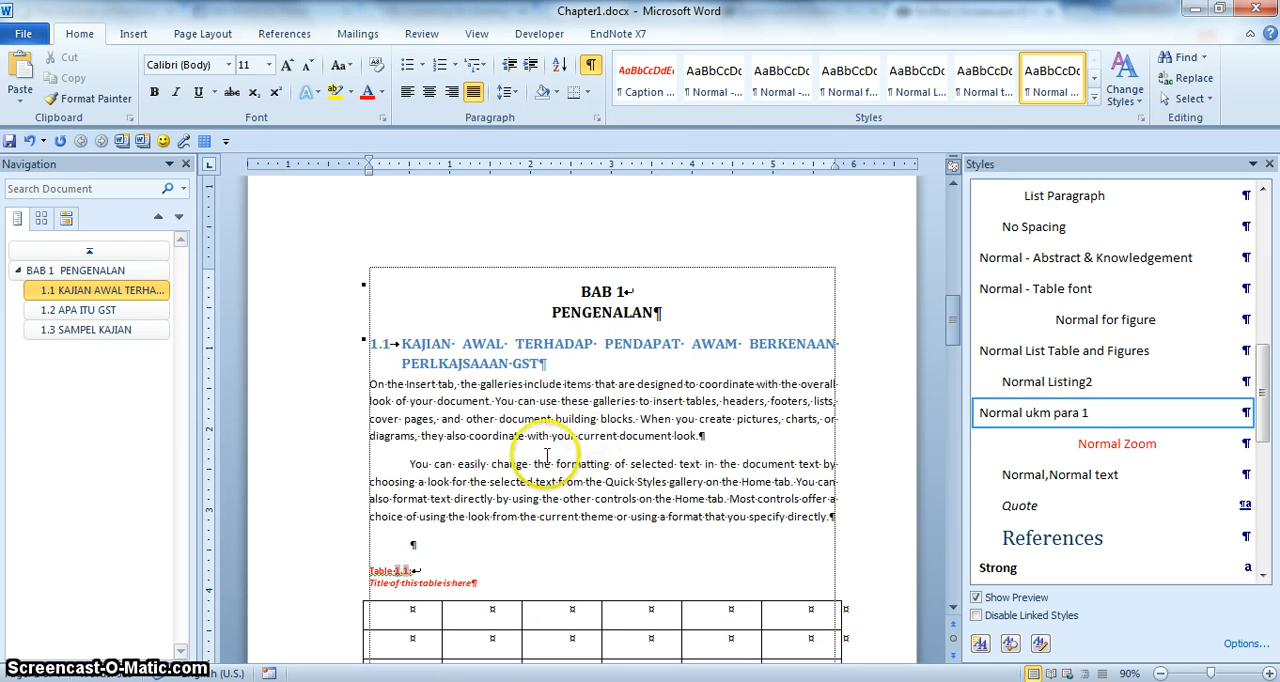 Chapter1.docx - Microsoft Word
File Home Insert Page Layout References Mailings Review View Developer EndNote X7
Paste
Cut
Copy
Format Painter
Clipboard
Calibri (Body) 11
Font
Paragraph
AaBbCcDdEe AaBbCcDc AaBbCcDc AaBbCcDc AaBbCcDc AaBbCcDc AaBbCcDc
¶ Caption ... ¶ Normal -... ¶ Normal -... ¶ Normal f... ¶ Normal L... ¶ Normal t... ¶ Normal ...
Change Styles
Styles
Find
Replace
Select
Editing
Navigation
Search Document
BAB 1 PENGENALAN
1.1 KAJIAN AWAL TERHA...
1.2 APA ITU GST
1.3 SAMPEL KAJIAN
BAB 1
PENGENALAN¶
1.1 KAJIAN AWAL TERHADAP PENDAPAT AWAM BERKENAAN
PERLKAJSAAAN GST¶
On the Insert tab, the galleries include items that are designed to coordinate with the overall
look of your document. You can use these galleries to insert tables, headers, footers, lists,
cover pages, and other document building blocks. When you create pictures, charts, or
diagrams, they also coordinate with your current document look.¶
You can easily change the formatting of selected text in the document text by
choosing a look for the selected text from the Quick Styles gallery on the Home tab. You can
also format text directly by using the other controls on the Home tab. Most controls offer a
choice of using the look from the current theme or using a format that you specify directly.¶
¶
Table 1.1:
Title of this table is here¶
Styles
List Paragraph
No Spacing
Normal - Abstract & Knowledgement
Normal - Table font
Normal for figure
Normal List Table and Figures
Normal Listing2
Normal ukm para 1
Normal Zoom
Normal,Normal text
Quote
References
Strong
Show Preview
Disable Linked Styles
Options...
Screencast-O-Matic.com
(U.S.)
90%